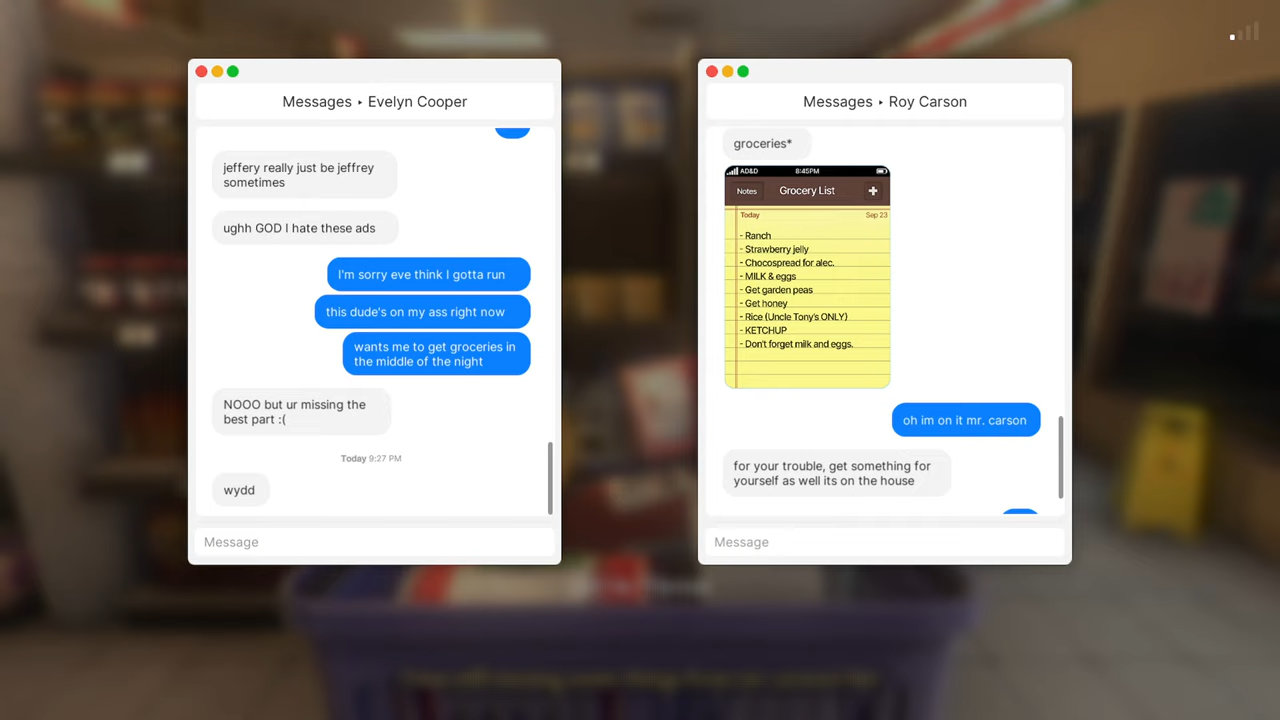 Messages ▸ Evelyn Cooper
jeffery really just be jeffrey
sometimes
ughh GOD I hate these ads
I'm sorry eve think I gotta run
this dude's on my ass right now
wants me to get groceries in
the middle of the night
NOOO but ur missing the
best part :(
Today 9:27 PM
wydd
Message
Messages ▸ Roy Carson
groceries*
AD&D 8:45PM
Notes Grocery List +
Today Sep 23
- Ranch
- Strawberry jelly
- Chocospread for alec.
- MILK & eggs
- Get garden peas
- Get honey
- Rice (Uncle Tony's ONLY)
- KETCHUP
- Don't forget milk and eggs.
oh im on it mr. carson
for your trouble, get something for
yourself as well its on the house
Message